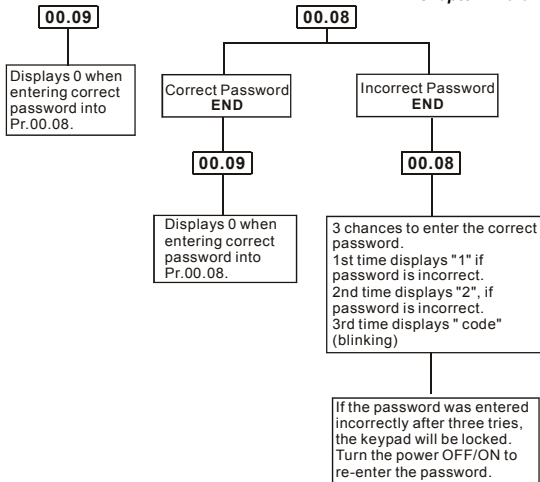 00.09
Displays 0 when
entering correct
password into
Pr.00.08.
00.08
Correct Password
END
Incorrect Password
END
00.09
00.08
Displays 0 when
entering correct
password into
Pr.00.08.
3 chances to enter the correct
password.
1st time displays "1" if
password is incorrect.
2nd time displays "2", if
password is incorrect.
3rd time displays " code"
(blinking)
If the password was entered
incorrectly after three tries,
the keypad will be locked.
Turn the power OFF/ON to
re-enter the password.